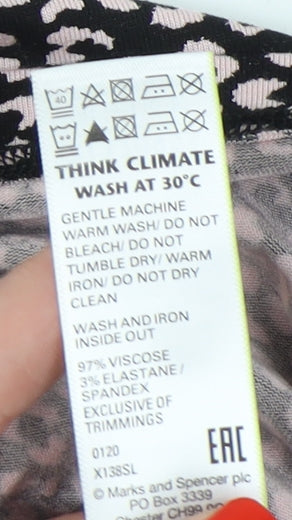 40
THINK CLIMATE
WASH AT 30°C
GENTLE MACHINE
WARM WASH/ DO NOT
BLEACH/ DO NOT
TUMBLE DRY/ WARM
IRON/ DO NOT DRY
CLEAN
WASH AND IRON
INSIDE OUT
97% VISCOSE
3% ELASTANE/
SPANDEX
EXCLUSIVE OF
TRIMMINGS
0120
X138SL
EAC
© Marks and Spencer plc
PO Box 3339
Chester CH99